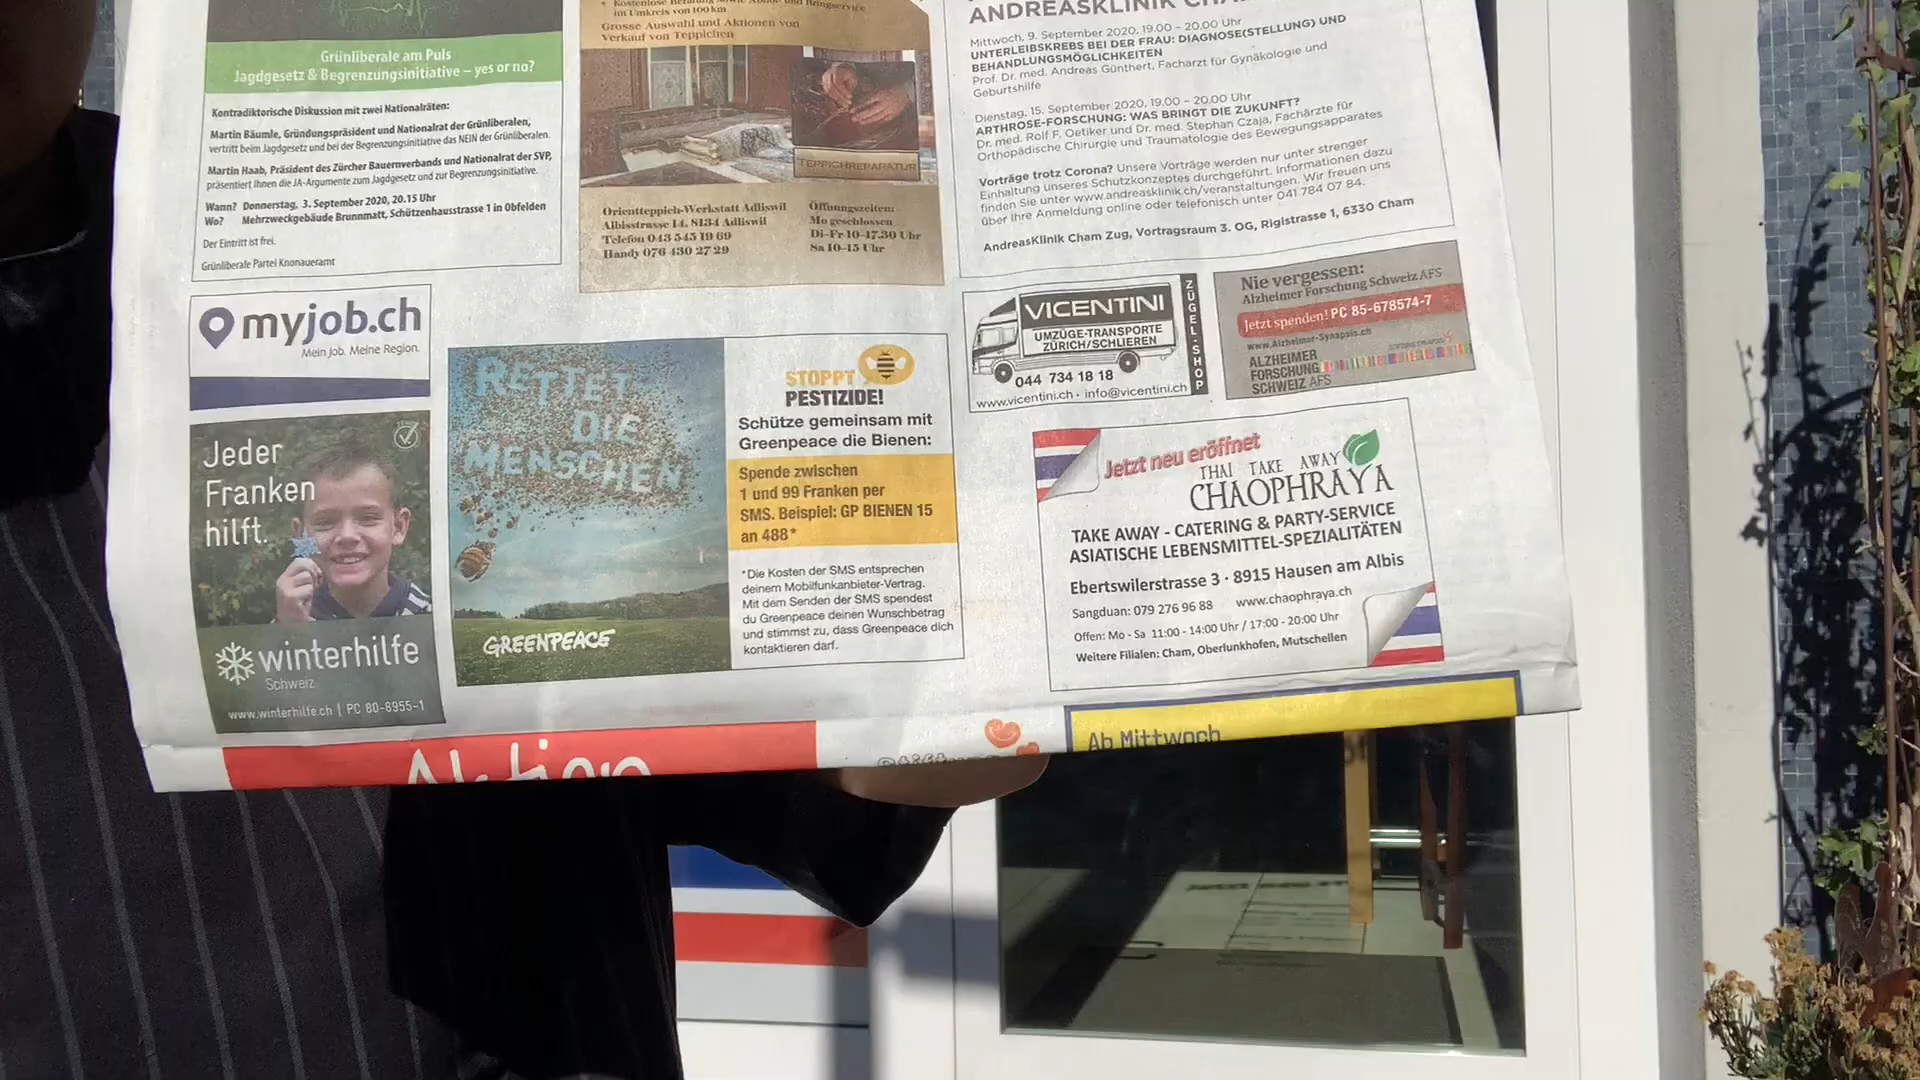 Grünliberale am Puls
Jagdgesetz & Begrenzungsinitiative – yes or no?
Kontradiktorische Diskussion mit zwei Nationalräten:
Martin Bäumle, Gründungspräsident und Nationalrat der Grünliberalen,
vertritt beim Jagdgesetz und bei der Begrenzungsinitiative das NEIN der Grünliberalen.
Martin Haab, Präsident des Zürcher Bauernverbands und Nationalrat der SVP,
präsentiert Ihnen die JA-Argumente zum Jagdgesetz und zur Begrenzungsinitiative.
Wann? Donnerstag, 3. September 2020, 20.15 Uhr
Wo? Mehrzweckgebäude Brunnmatt, Schützenhausstrasse 1 in Obfelden
Der Eintritt ist frei.
Grünliberale Partei Knonaueramt
im Umkreis von 100 km
Grosse Auswahl und Aktionen von
Verkauf von Teppichen
TEPPICHREPARATUR
Orientteppich-Werkstatt Adliswil
Albisstrasse 14, 8134 Adliswil
Telefon 043 545 19 69
Handy 076 430 27 29
Öffnungszeiten:
Mo geschlossen
Di-Fr 10-17.30 Uhr
Sa 10-15 Uhr
ANDREASKLINIK
Mittwoch, 9. September 2020, 19.00 – 20.00 Uhr
UNTERLEIBSKREBS BEI DER FRAU: DIAGNOSE(STELLUNG) UND
BEHANDLUNGSMÖGLICHKEITEN
Prof. Dr. med. Andreas Günthert, Facharzt für Gynäkologie und
Geburtshilfe
Dienstag, 15. September 2020, 19.00 – 20.00 Uhr
ARTHROSE-FORSCHUNG: WAS BRINGT DIE ZUKUNFT?
Dr. med. Rolf F. Oetiker und Dr. med. Stephan Czaja, Fachärzte für
Orthopädische Chirurgie und Traumatologie des Bewegungsapparates
Vorträge trotz Corona? Unsere Vorträge werden nur unter strenger
Einhaltung unseres Schutzkonzeptes durchgeführt. Informationen dazu
finden Sie unter www.andreasklinik.ch/veranstaltungen. Wir freuen uns
über Ihre Anmeldung online oder telefonisch unter 041 784 07 84.
AndreasKlinik Cham Zug, Vortragsraum 3. OG, Rigistrasse 1, 6330 Cham
myjob.ch
Mein Job. Meine Region.
Jeder
Franken
hilft.
winterhilfe
Schweiz
www.winterhilfe.ch | PC 80-8955-1
RETTET
DIE
MENSCHEN
GREENPEACE
STOPPT
PESTIZIDE!
Schütze gemeinsam mit
Greenpeace die Bienen:
Spende zwischen
1 und 99 Franken per
SMS. Beispiel: GP BIENEN 15
an 488*
*Die Kosten der SMS entsprechen
deinem Mobilfunkanbieter-Vertrag.
Mit dem Senden der SMS spendest
du Greenpeace deinen Wunschbetrag
und stimmst zu, dass Greenpeace dich
kontaktieren darf.
VICENTINI
UMZÜGE-TRANSPORTE
ZÜRICH/SCHLIEREN
044 734 18 18
www.vicentini.ch - info@vicentini.ch
ZÜGEL-SHOP
Nie vergessen:
Alzheimer Forschung Schweiz AFS
Jetzt spenden! PC 85-678574-7
www.Alzheimer-Synapsis.ch
ALZHEIMER
FORSCHUNG
SCHWEIZ AFS
Jetzt neu eröffnet
THAI TAKE AWAY
CHAOPHRAYA
TAKE AWAY - CATERING & PARTY-SERVICE
ASIATISCHE LEBENSMITTEL-SPEZIALITÄTEN
Ebertswilerstrasse 3 · 8915 Hausen am Albis
Sangduan: 079 276 96 88 www.chaophraya.ch
Offen: Mo - Sa 11:00 - 14:00 Uhr / 17:00 - 20:00 Uhr
Weitere Filialen: Cham, Oberlunkhofen, Mutschellen
Aktion
Ab Mittwoch